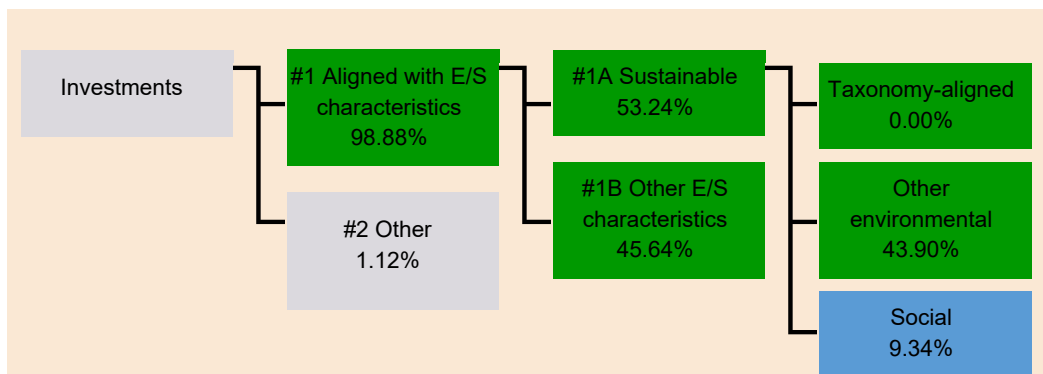 Investments
#1 Aligned with E/S
characteristics
98.88%
#2 Other
1.12%
#1A Sustainable
53.24%
#1B Other E/S
characteristics
45.64%
Taxonomy-aligned
0.00%
Other
environmental
43.90%
Social
9.34%